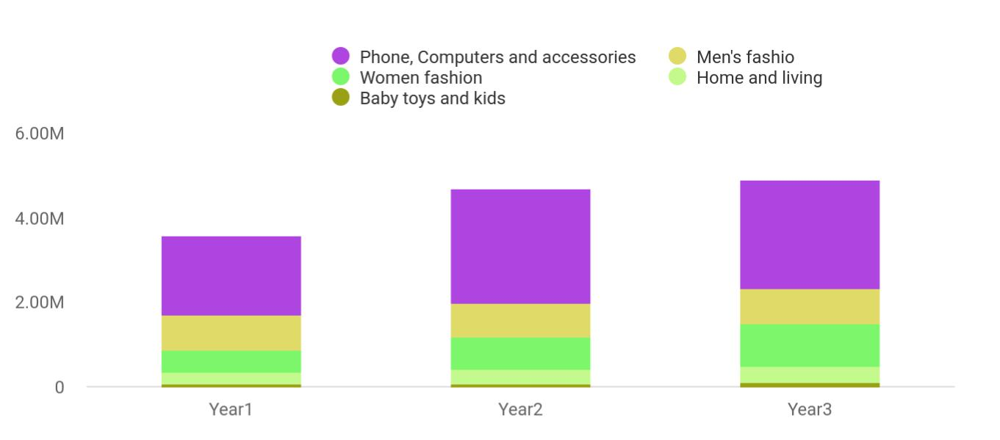 Phone, Computers and accessories
Men's fashio
Women fashion
Home and living
Baby toys and kids
6.00M
4.00M
2.00M
0
Year1
Year2
Year3